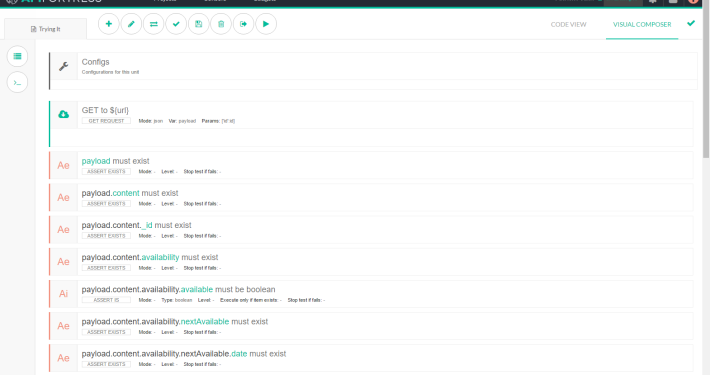 Trying It
CODE VIEW
VISUAL COMPOSER
Configs
Configurations for this unit
GET to ${url}
GET REQUEST Mode: json Var: payload Params: ['id':id]
Ae payload must exist
ASSERT EXISTS Mode: - Level: - Stop test if fails: -
Ae payload.content must exist
ASSERT EXISTS Mode: - Level: - Stop test if fails: -
Ae payload.content._id must exist
ASSERT EXISTS Mode: - Level: - Stop test if fails: -
Ae payload.content.availability must exist
ASSERT EXISTS Mode: - Level: - Stop test if fails: -
Ai payload.content.availability.available must be boolean
ASSERT IS Mode: - Type: boolean Level: - Execute only if item exists: - Stop test if fails: -
Ae payload.content.availability.nextAvailable must exist
ASSERT EXISTS Mode: - Level: - Stop test if fails: -
Ae payload.content.availability.nextAvailable.date must exist
ASSERT EXISTS Mode: - Level: - Stop test if fails: -